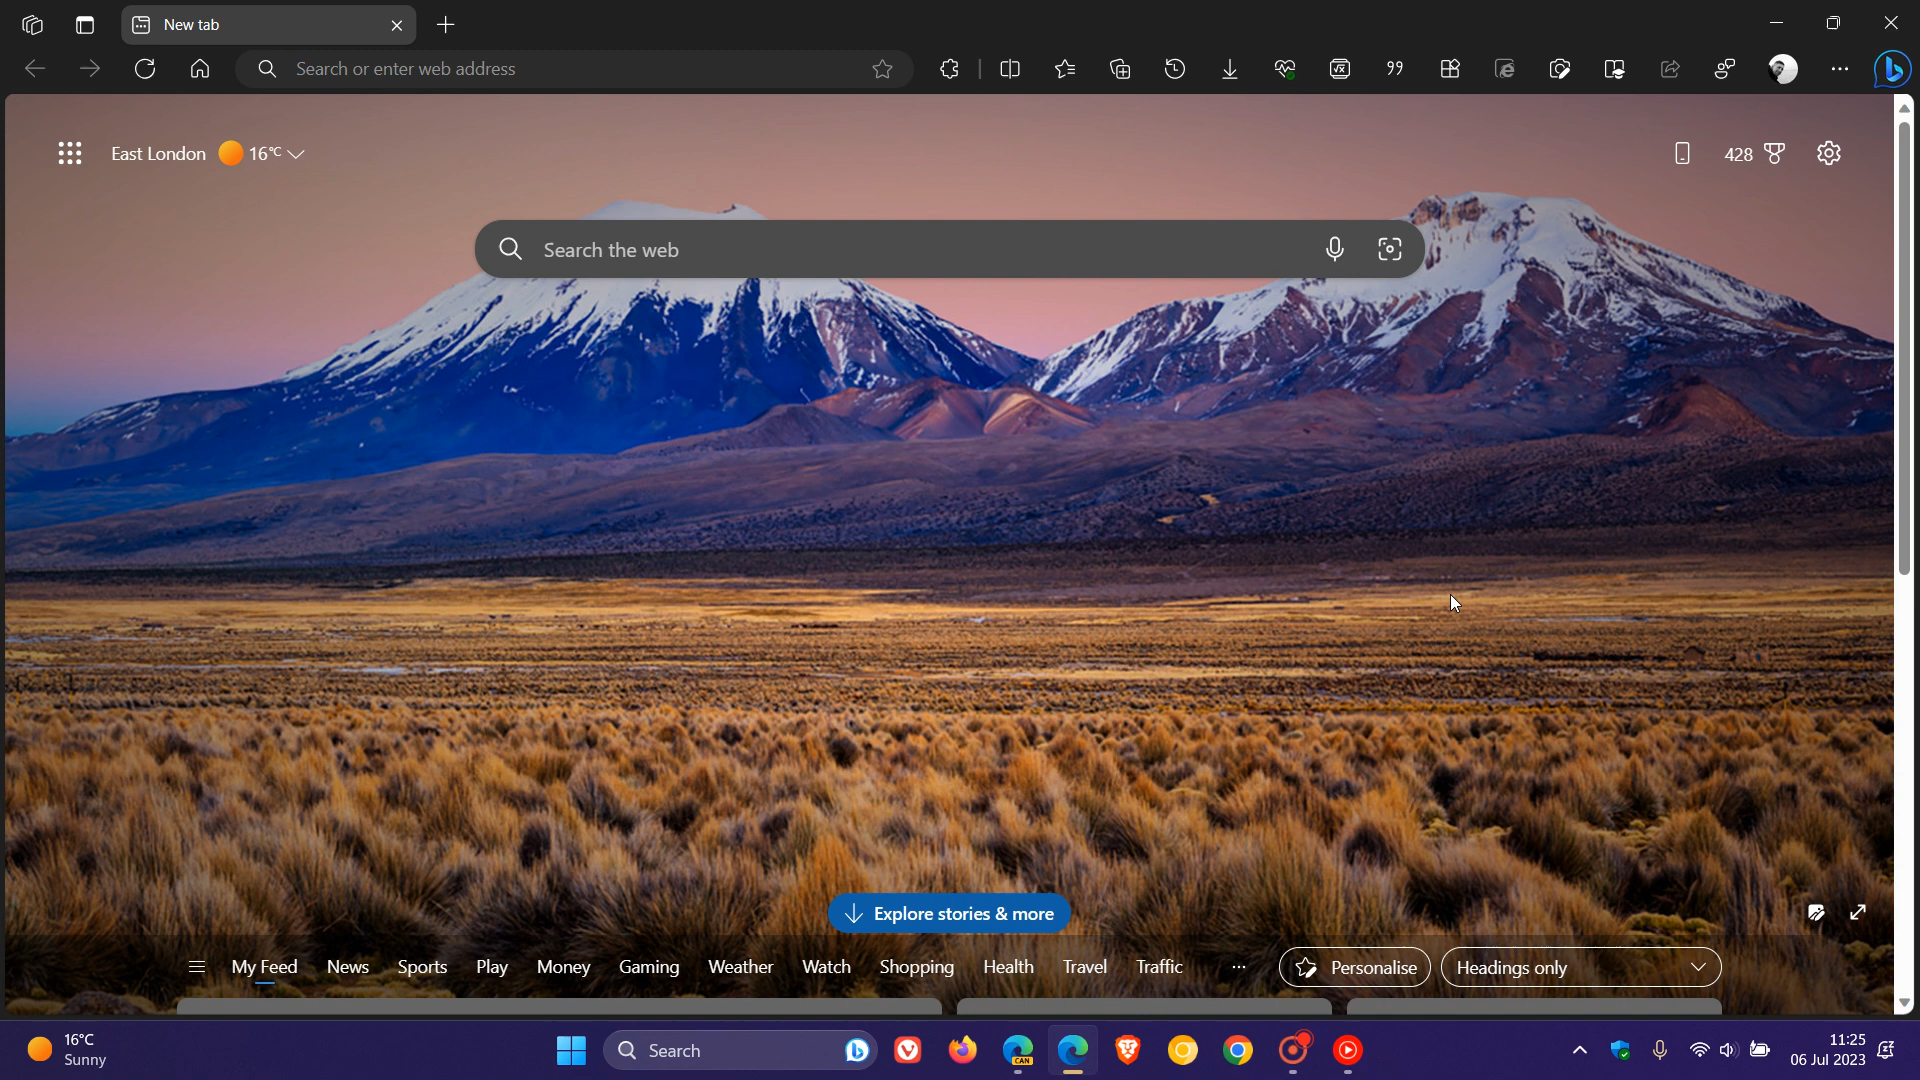 New tab
Search or enter web address
East London 16°C
428
Search the web
Explore stories & more
My Feed News Sports Play Money Gaming Weather Watch Shopping Health Travel Traffic ... Personalise Headings only
16°C
Sunny
Search
CAN
11:25
06 Jul 2023